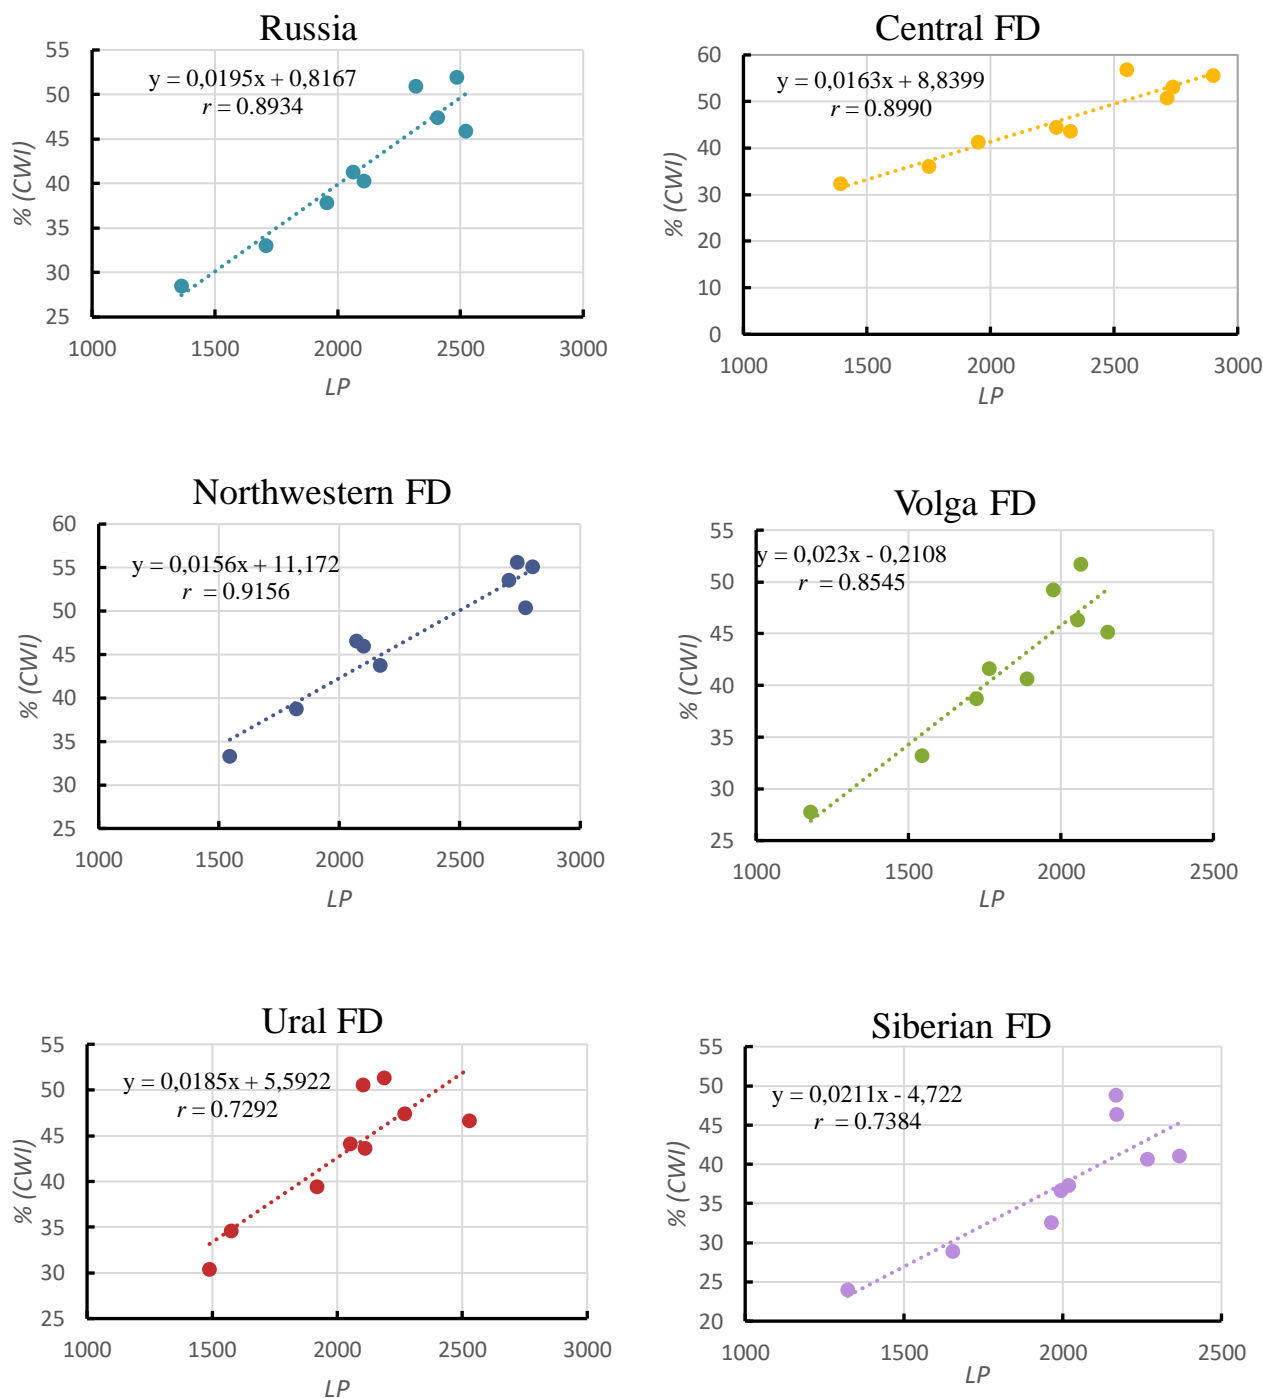 Russia
y = 0,0195x + 0,8167
r = 0.8934
% (CWI)
55
50
45
40
35
30
25
1000 1500 2000 2500 3000
LP
Central FD
y = 0,0163x + 8,8399
r = 0.8990
% (CWI)
60
50
40
30
20
10
0
1000 1500 2000 2500 3000
LP
Northwestern FD
y = 0,0156x + 11,172
r = 0.9156
% (CWI)
60
55
50
45
40
35
30
25
1000 1500 2000 2500 3000
LP
Volga FD
y = 0,023x - 0,2108
r = 0.8545
% (CWI)
55
50
45
40
35
30
25
1000 1500 2000 2500
LP
Ural FD
y = 0,0185x + 5,5922
r = 0.7292
% (CWI)
55
50
45
40
35
30
25
1000 1500 2000 2500 3000
LP
Siberian FD
y = 0,0211x - 4,722
r = 0.7384
% (CWI)
55
50
45
40
35
30
25
20
1000 1500 2000 2500
LP